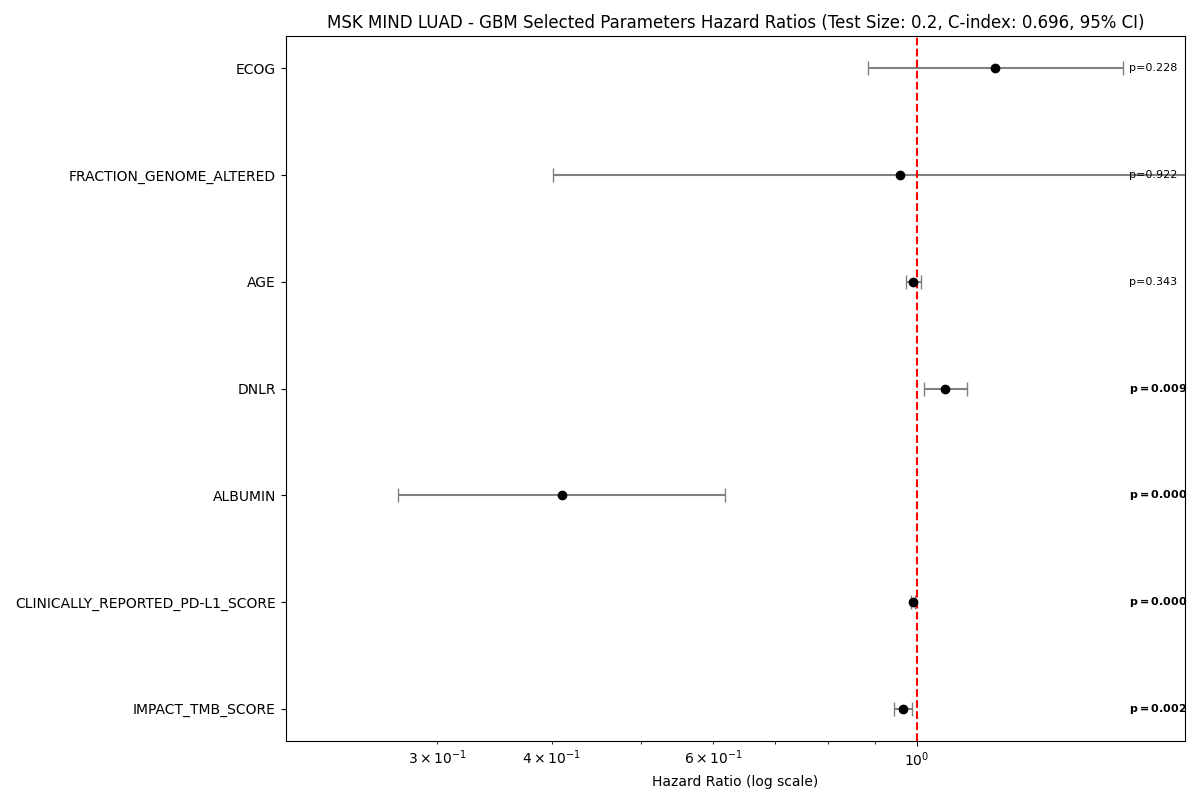 MSK MIND LUAD - GBM Selected Parameters Hazard Ratios (Test Size: 0.2, C-index: 0.696, 95% CI)
ECOG
p=0.228
FRACTION_GENOME_ALTERED
p=0.922
AGE
p=0.343
DNLR
p=0.009
ALBUMIN
p=0.000
CLINICALLY_REPORTED_PD-L1_SCORE
p=0.000
IMPACT_TMB_SCORE
p=0.002
3 × 10⁻¹ 4 × 10⁻¹ 6 × 10⁻¹ 10⁰
Hazard Ratio (log scale)